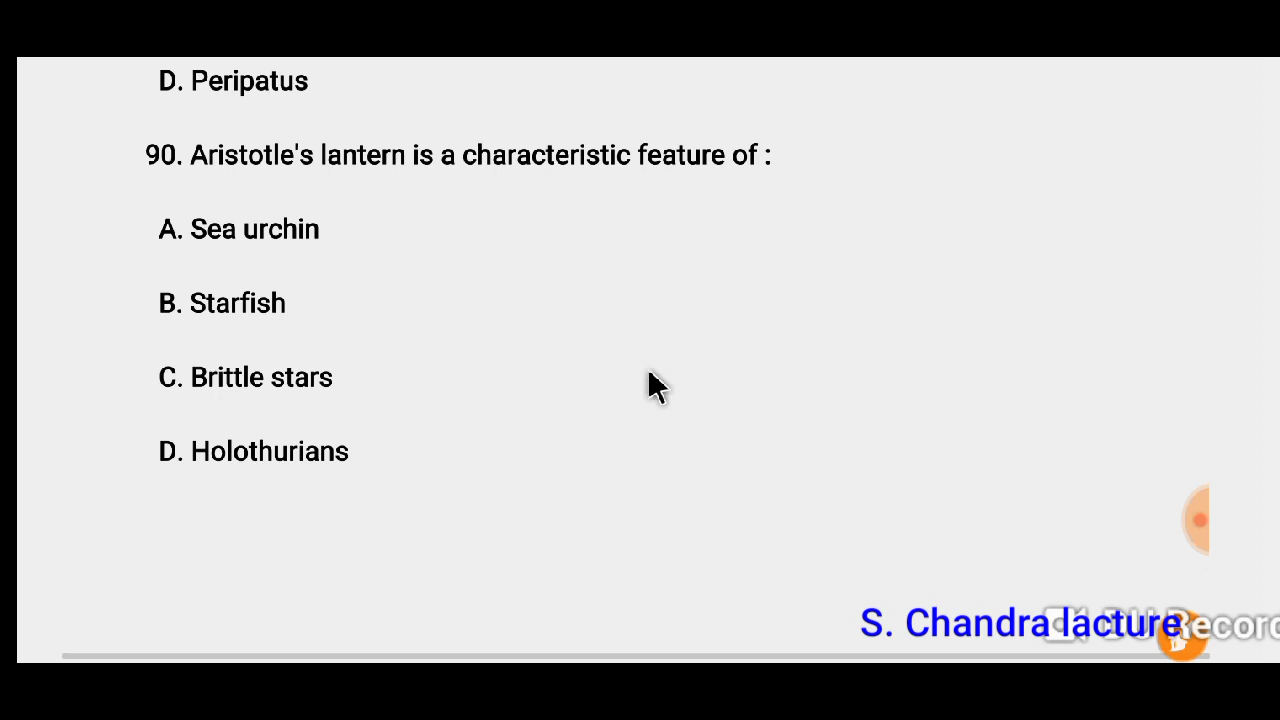 D. Peripatus
90. Aristotle's lantern is a characteristic feature of :
A. Sea urchin
B. Starfish
C. Brittle stars
D. Holothurians
S. Chandra lacture